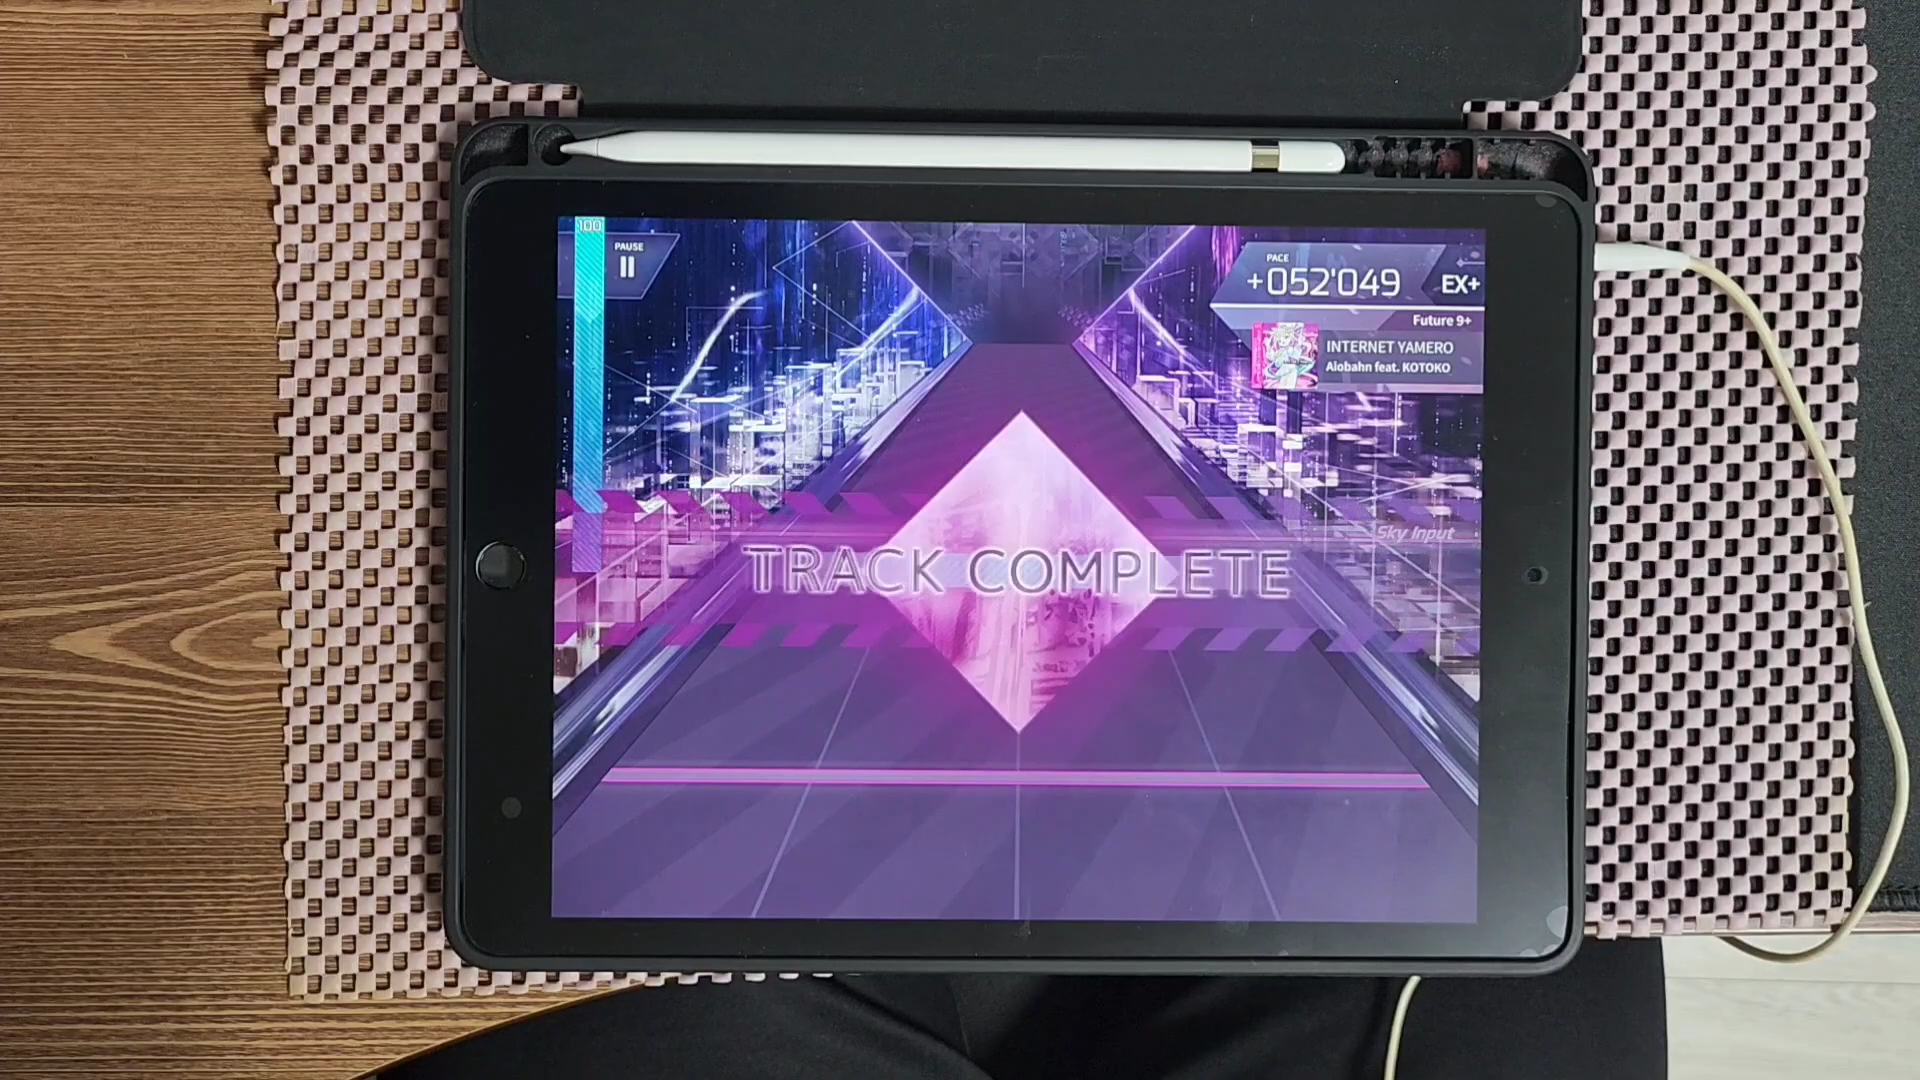 100
PAUSE
PACE
+052'049
EX+
Future 9+
INTERNET YAMERO
Aiobahn feat. KOTOKO
Sky Input
TRACK COMPLETE